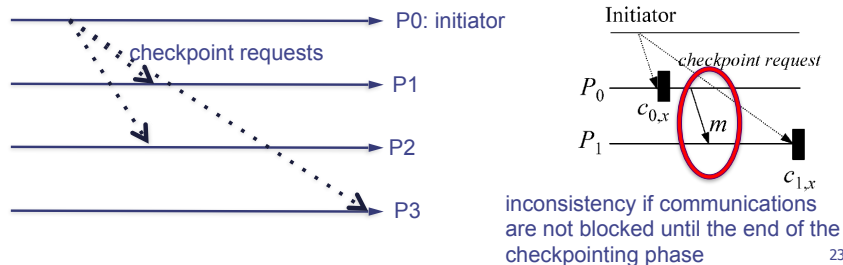 P0: initiator
checkpoint requests
P1
P2
P3
Initiator
checkpoint request
P₀
c₀,ₓ
m
P₁
c₁,ₓ
inconsistency if communications
are not blocked until the end of the
checkpointing phase
23